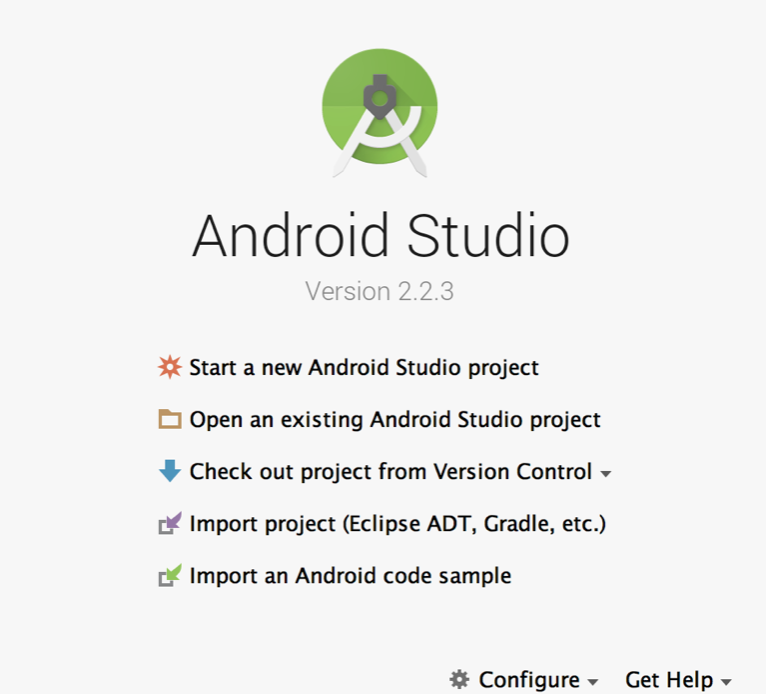 Android Studio
Version 2.2.3
Start a new Android Studio project
Open an existing Android Studio project
Check out project from Version Control
Import project (Eclipse ADT, Gradle, etc.)
Import an Android code sample
Configure Get Help